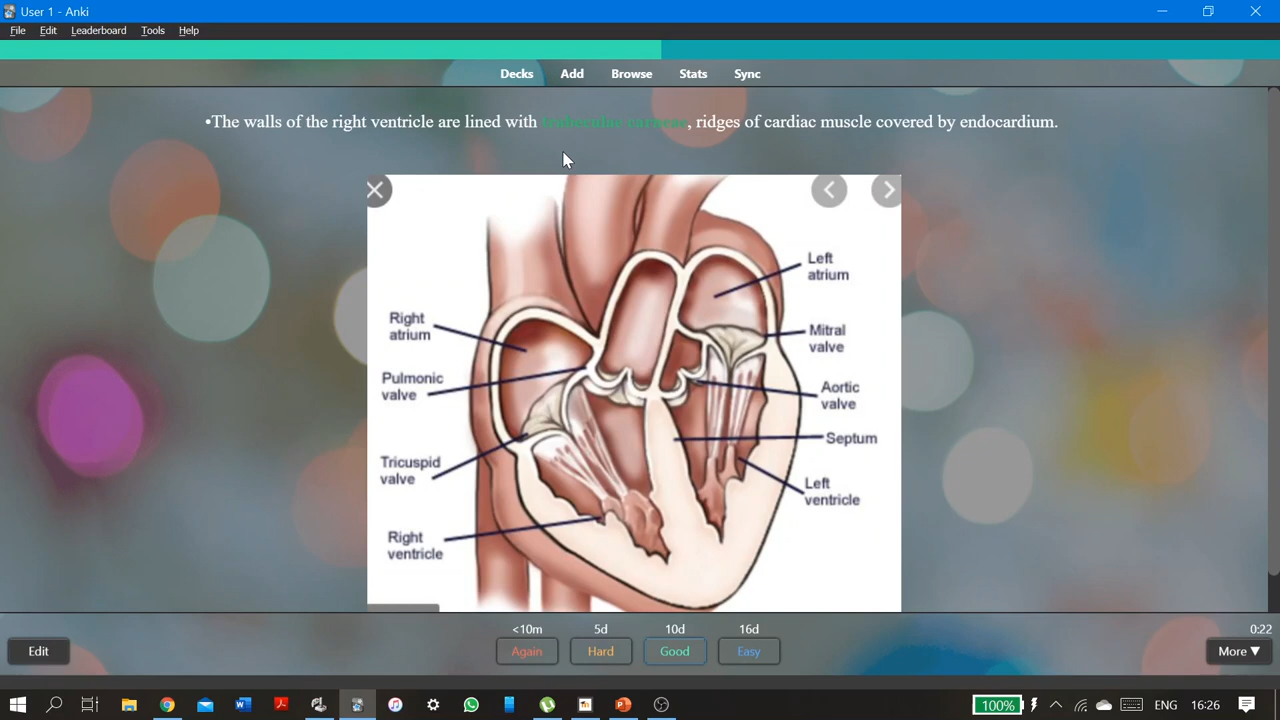 User 1 - Anki
File Edit Leaderboard Tools Help
Decks Add Browse Stats Sync
•The walls of the right ventricle are lined with trabeculae carneae, ridges of cardiac muscle covered by endocardium.
Left
atrium
Right
atrium
Mitral
valve
Pulmonic
valve
Aortic
valve
Septum
Tricuspid
valve
Left
ventricle
Right
ventricle
<10m 5d 10d 16d 0:22
Edit Again Hard Good Easy More ▼
100% ENG 16:26